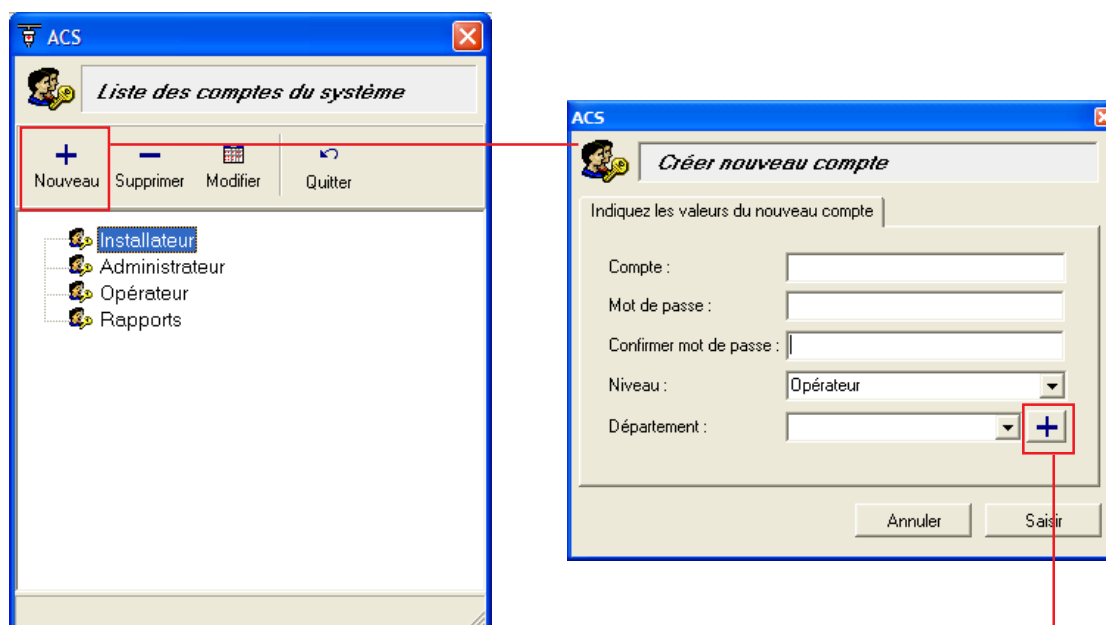 ACS
Liste des comptes du système
Nouveau Supprimer Modifier Quitter
Installateur
Administrateur
Opérateur
Rapports
ACS
Créer nouveau compte
Indiquez les valeurs du nouveau compte
Compte :
Mot de passe :
Confirmer mot de passe :
Niveau : Opérateur
Département :
Annuler Saisir